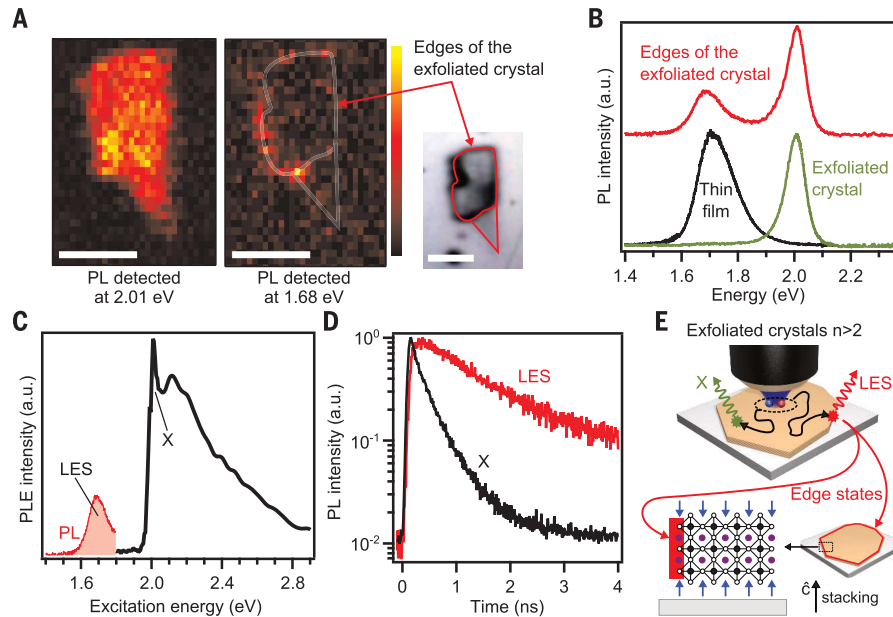 A
Edges of the
exfoliated crystal
PL detected
at 2.01 eV
PL detected
at 1.68 eV
B
PL intensity (a.u.)
Edges of the
exfoliated crystal
Thin
film
Exfoliated
crystal
1.4 1.6 1.8 2.0 2.2
Energy (eV)
C
PLE intensity (a.u.)
X
LES
PL
1.6 2.0 2.4 2.8
Excitation energy (eV)
D
PL intensity (a.u.)
10⁰
10⁻¹
10⁻²
LES
X
0 1 2 3 4
Time (ns)
E
Exfoliated crystals n>2
X
LES
Edge states
ĉ
stacking